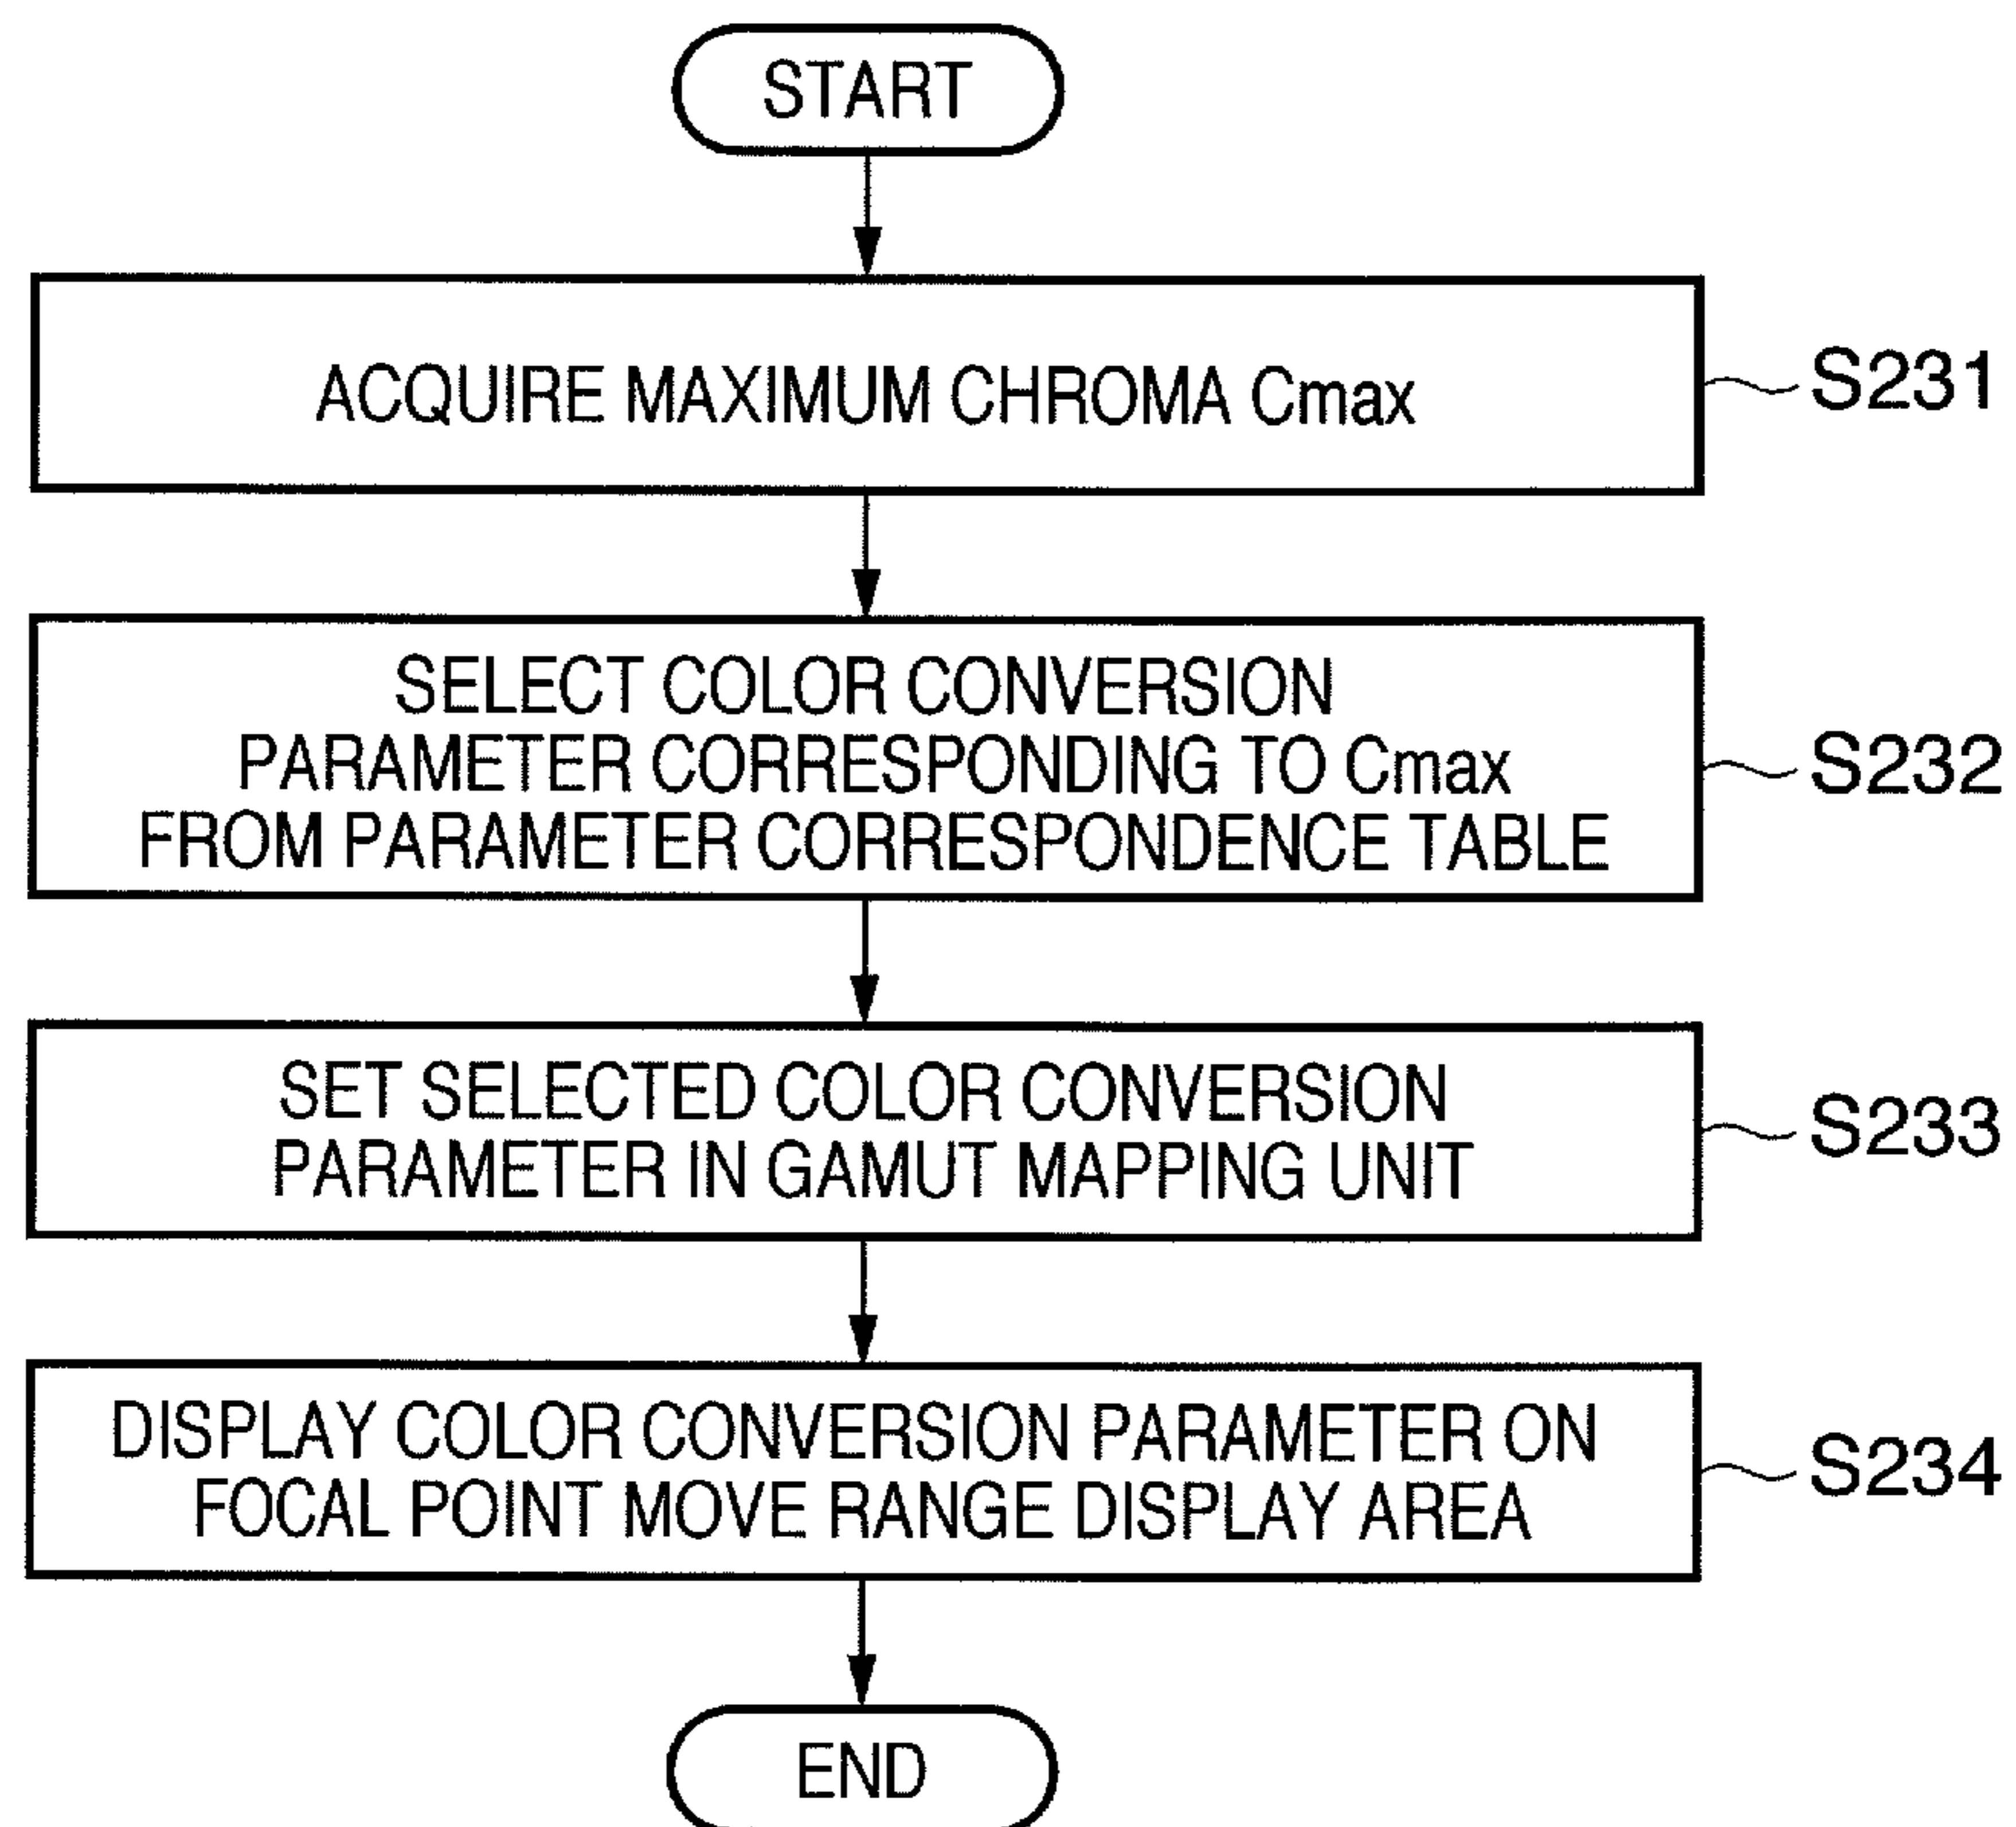 START
ACQUIRE MAXIMUM CHROMA Cmax
S231
SELECT COLOR CONVERSION
PARAMETER CORRESPONDING TO Cmax
FROM PARAMETER CORRESPONDENCE TABLE
S232
SET SELECTED COLOR CONVERSION
PARAMETER IN GAMUT MAPPING UNIT
S233
DISPLAY COLOR CONVERSION PARAMETER ON
FOCAL POINT MOVE RANGE DISPLAY AREA
S234
END